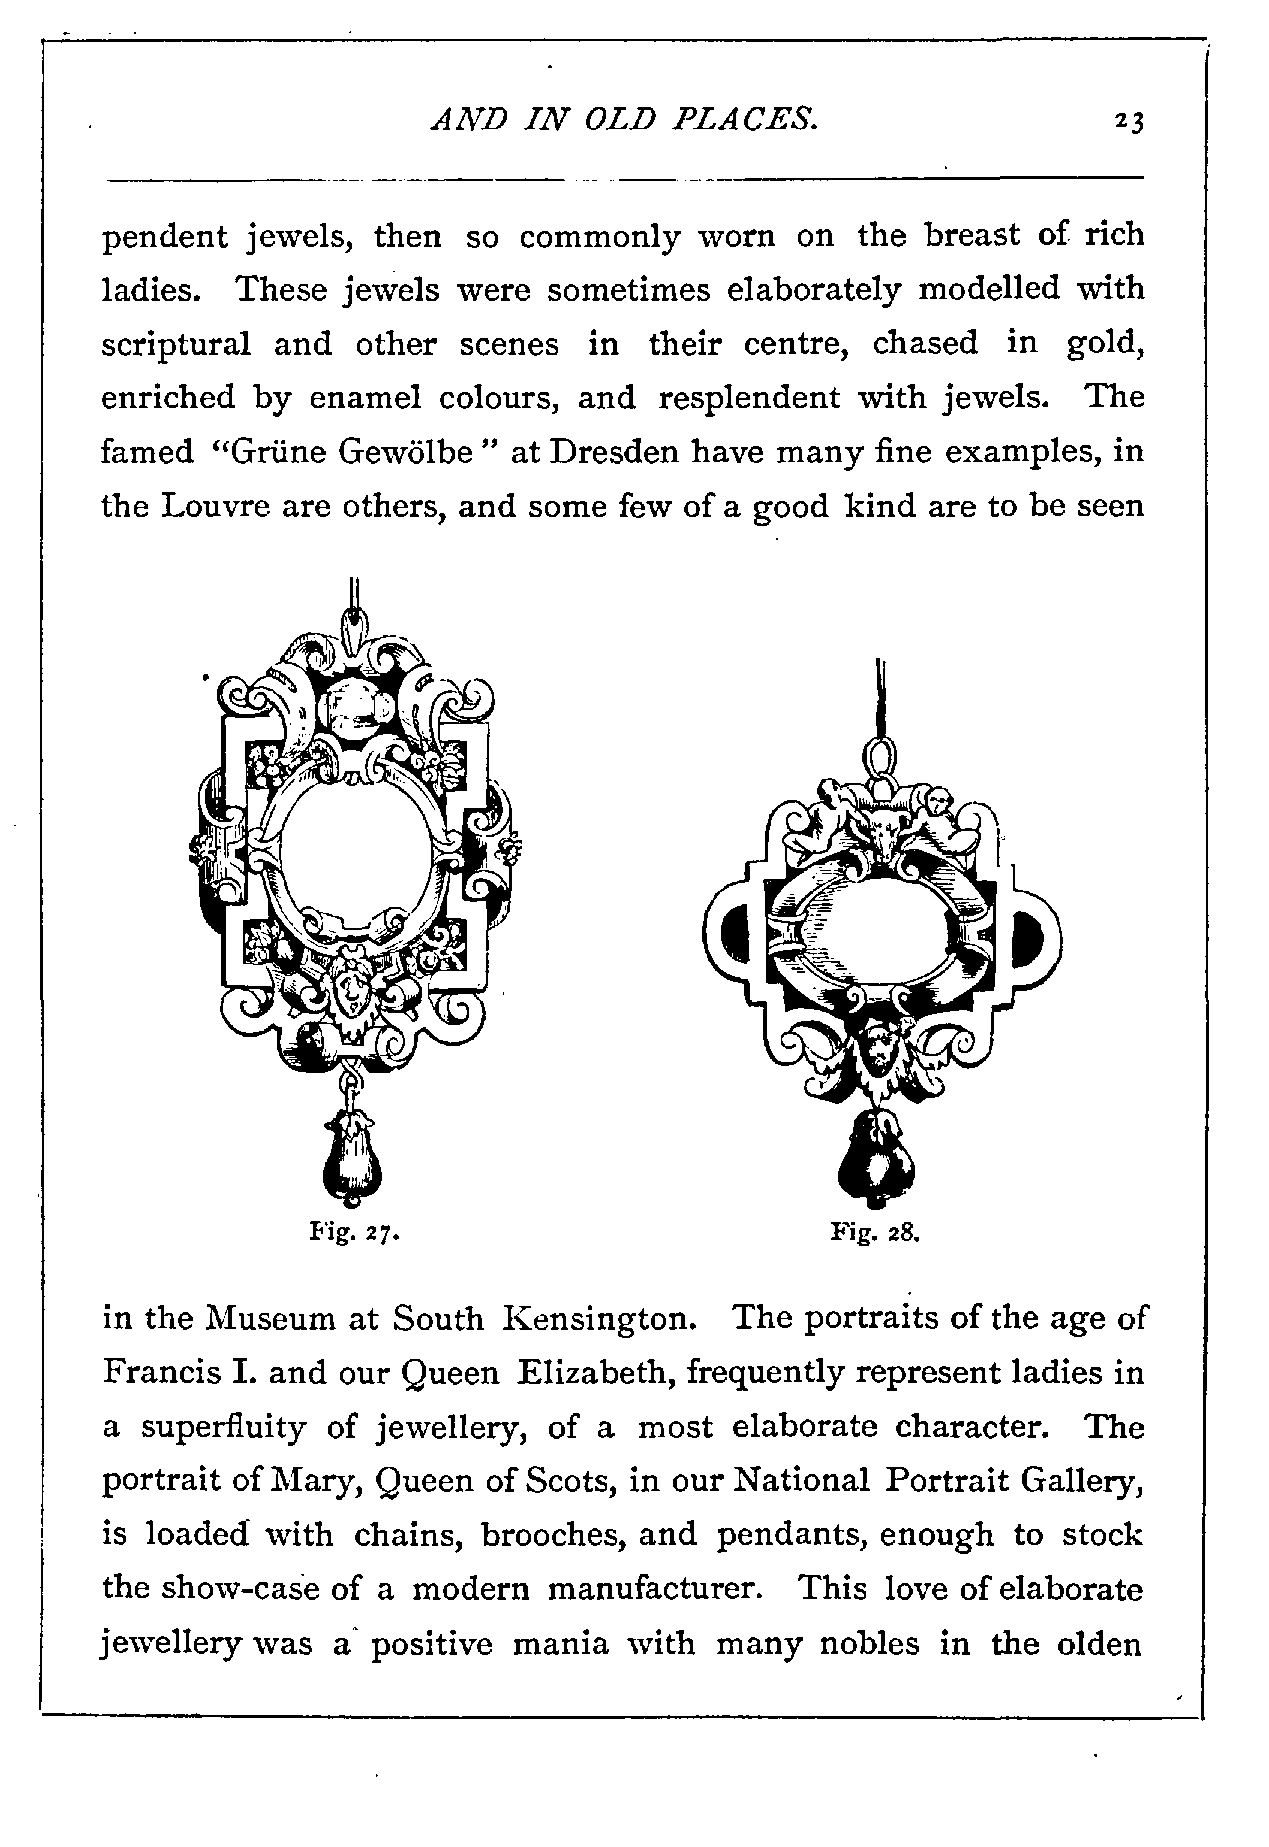 AND IN OLD PLACES. 23
pendent jewels, then so commonly worn on the breast of rich
ladies. These jewels were sometimes elaborately modelled with
scriptural and other scenes in their centre, chased in gold,
enriched by enamel colours, and resplendent with jewels. The
famed “Grüne Gewölbe” at Dresden have many fine examples, in
the Louvre are others, and some few of a good kind are to be seen
Fig. 27. Fig. 28.
in the Museum at South Kensington. The portraits of the age of
Francis I. and our Queen Elizabeth, frequently represent ladies in
a superfluity of jewellery, of a most elaborate character. The
portrait of Mary, Queen of Scots, in our National Portrait Gallery,
is loaded with chains, brooches, and pendants, enough to stock
the show-case of a modern manufacturer. This love of elaborate
jewellery was a positive mania with many nobles in the olden